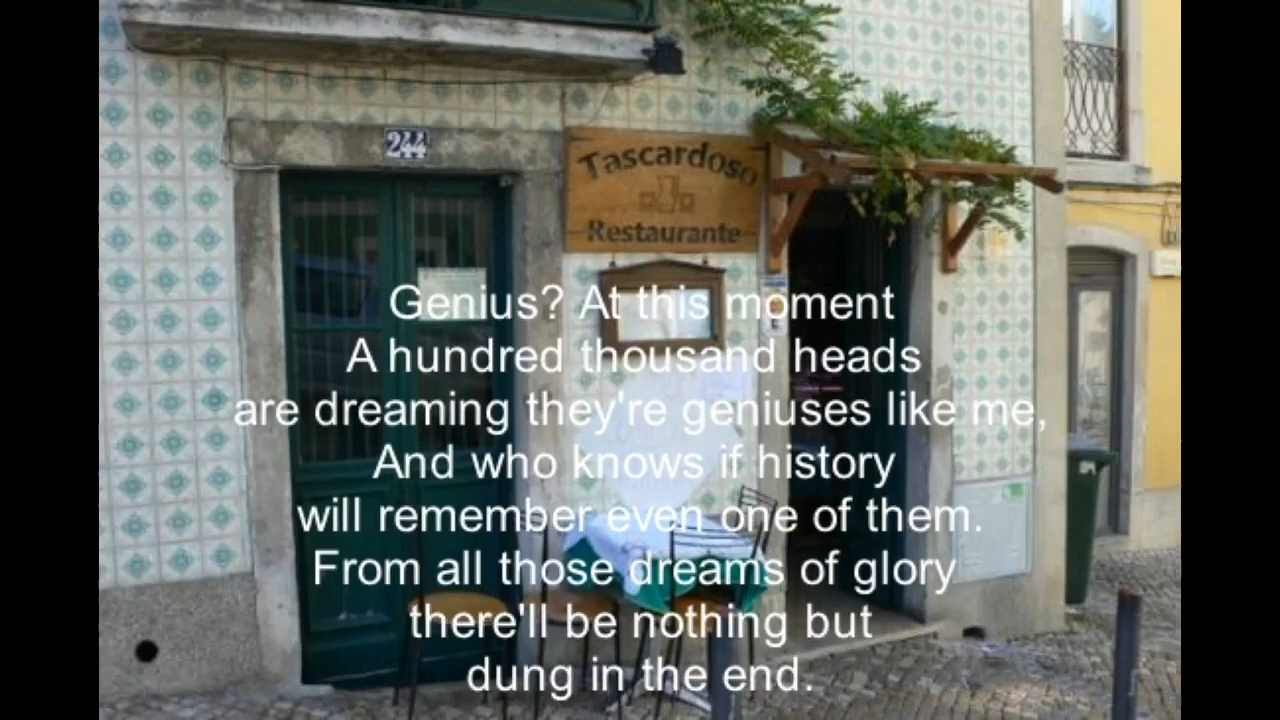 244
Tascardoso
Restaurante
Genius? At this moment
A hundred thousand heads
are dreaming they're geniuses like me,
And who knows if history
will remember even one of them.
From all those dreams of glory
there'll be nothing but
dung in the end.